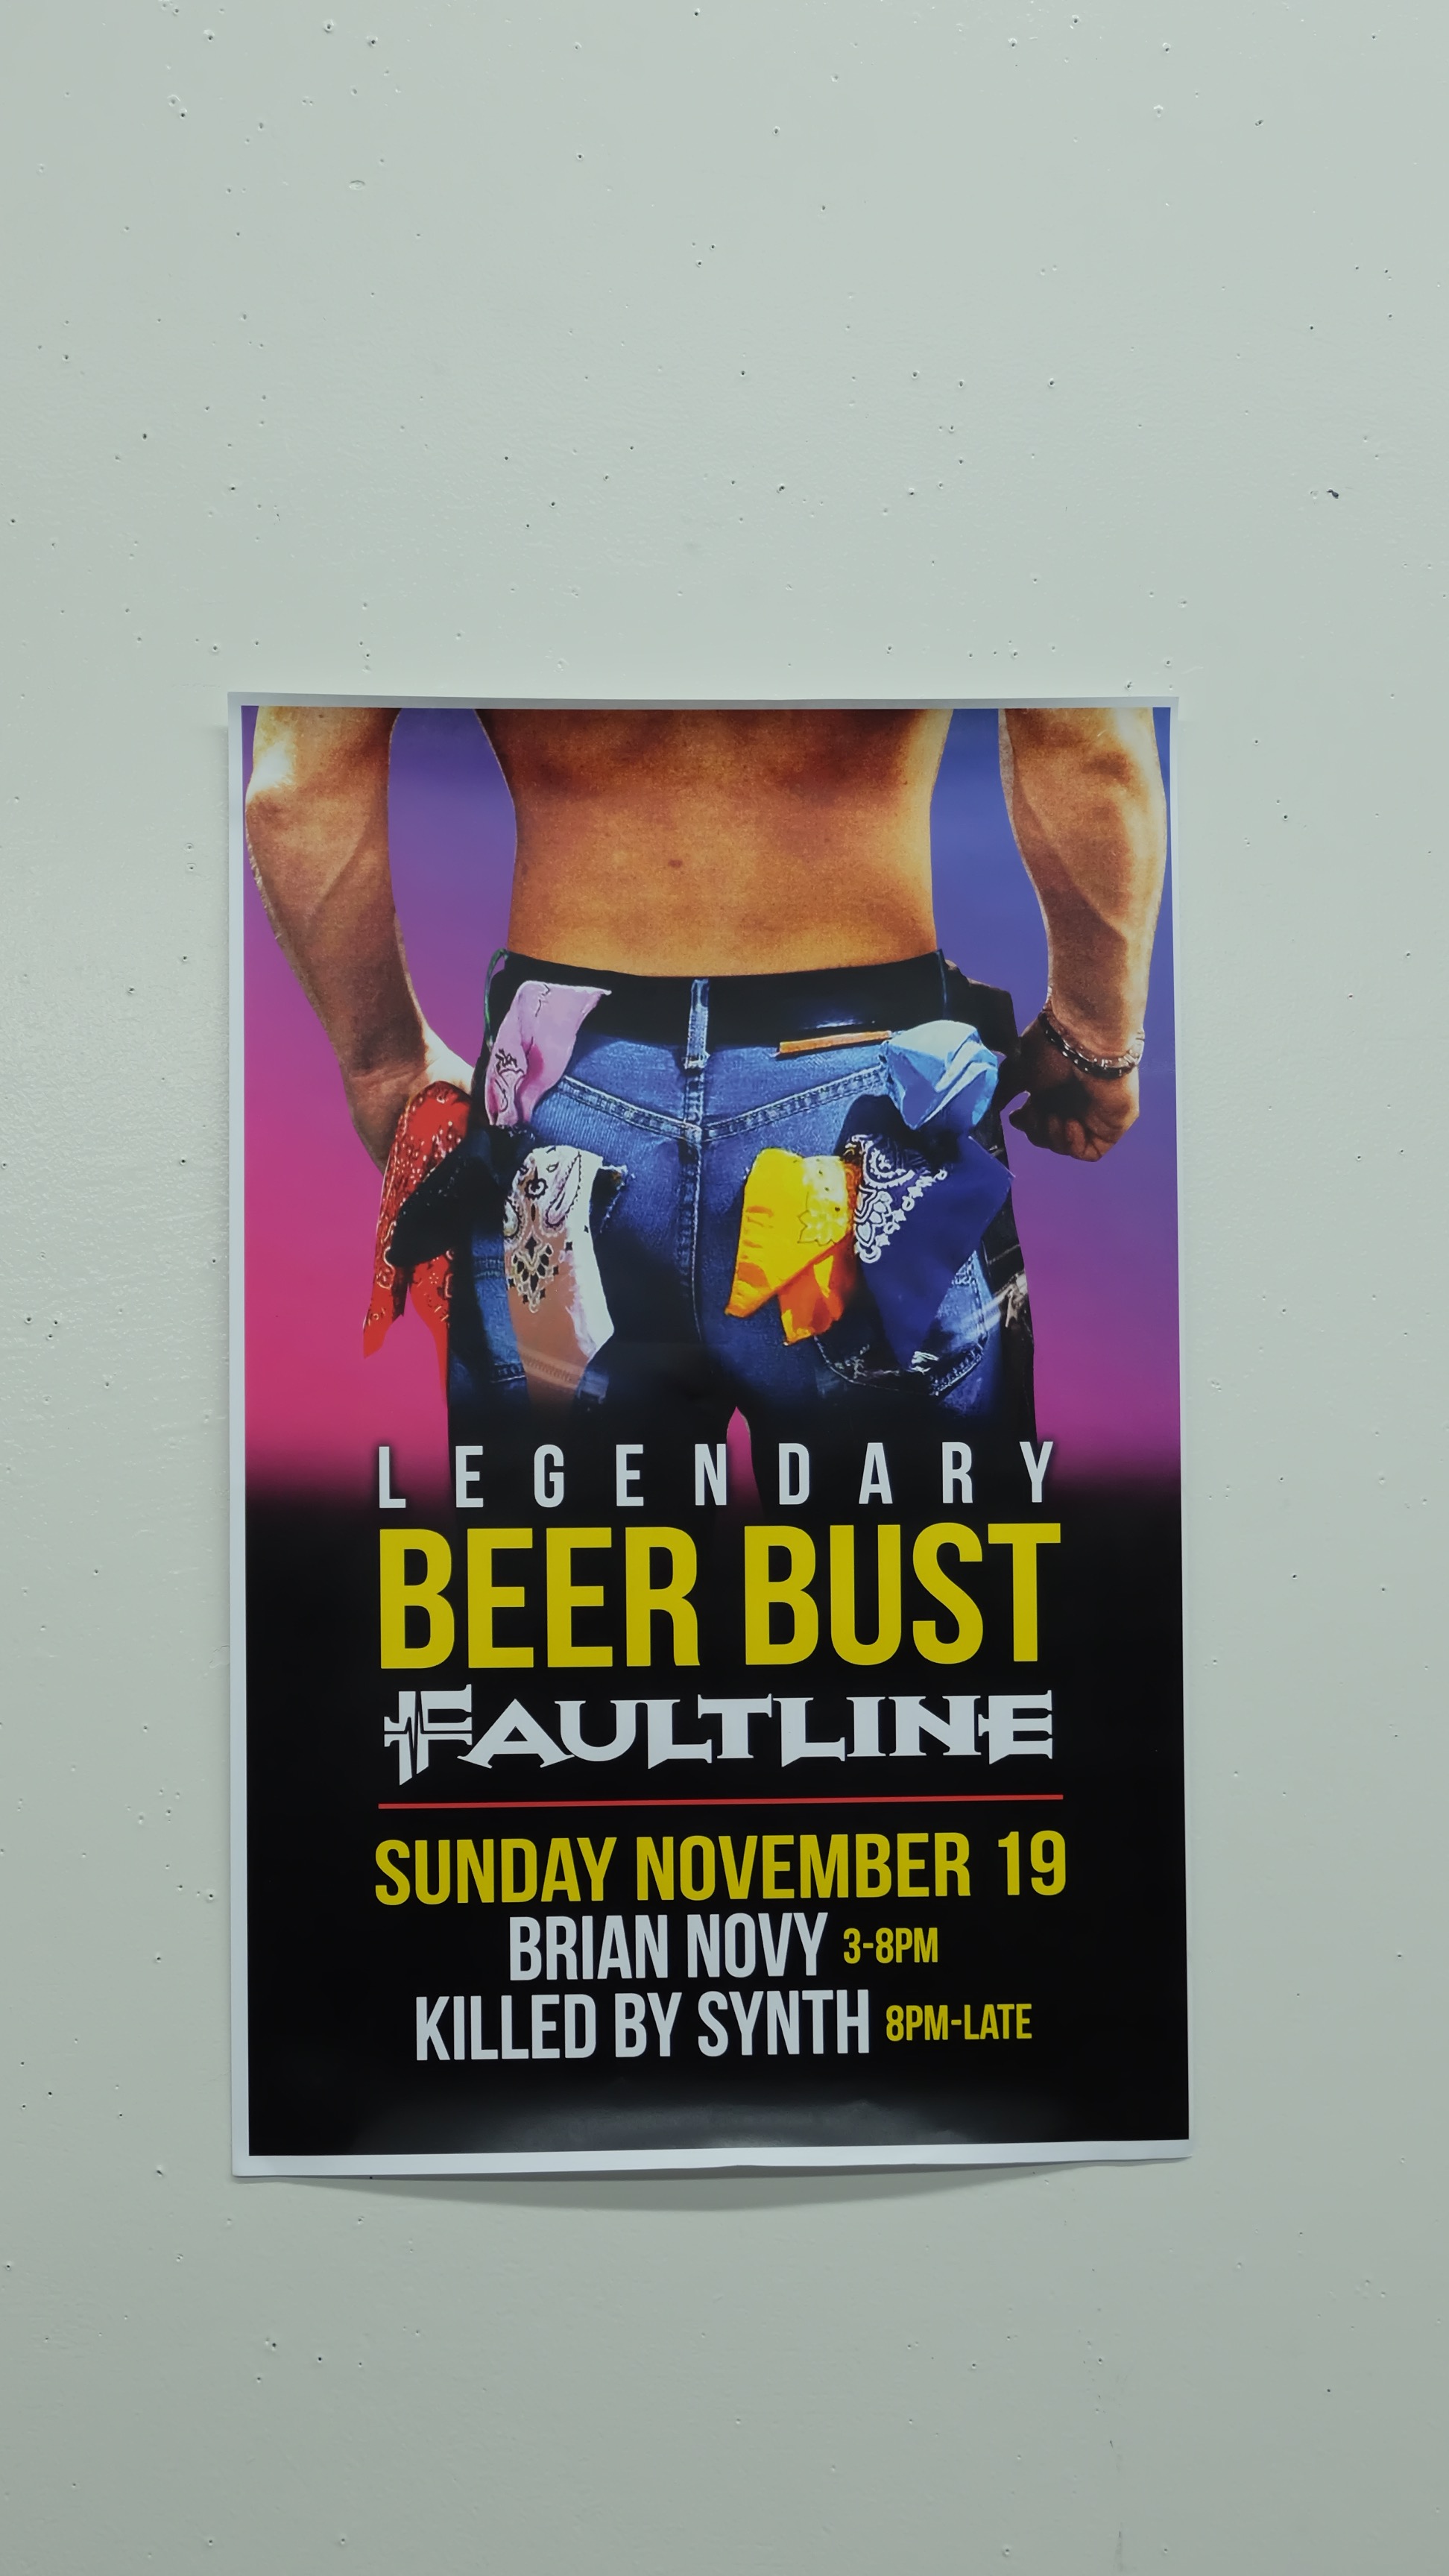 LEGENDARY
BEER BUST
FAULTLINE
SUNDAY NOVEMBER 19
BRIAN NOVY 3-8PM
KILLED BY SYNTH 8PM-LATE